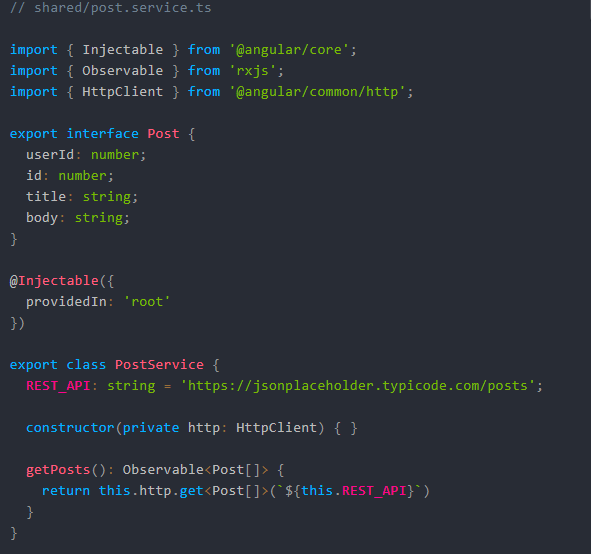 // shared/post.service.ts
import { Injectable } from '@angular/core';
import { Observable } from 'rxjs';
import { HttpClient } from '@angular/common/http';
export interface Post {
  userId: number;
  id: number;
  title: string;
  body: string;
}
@Injectable({
  providedIn: 'root'
})
export class PostService {
  REST_API: string = 'https://jsonplaceholder.typicode.com/posts';
  constructor(private http: HttpClient) { }
  getPosts(): Observable<Post[]> {
    return this.http.get<Post[]>(`${this.REST_API}`)
  }
}